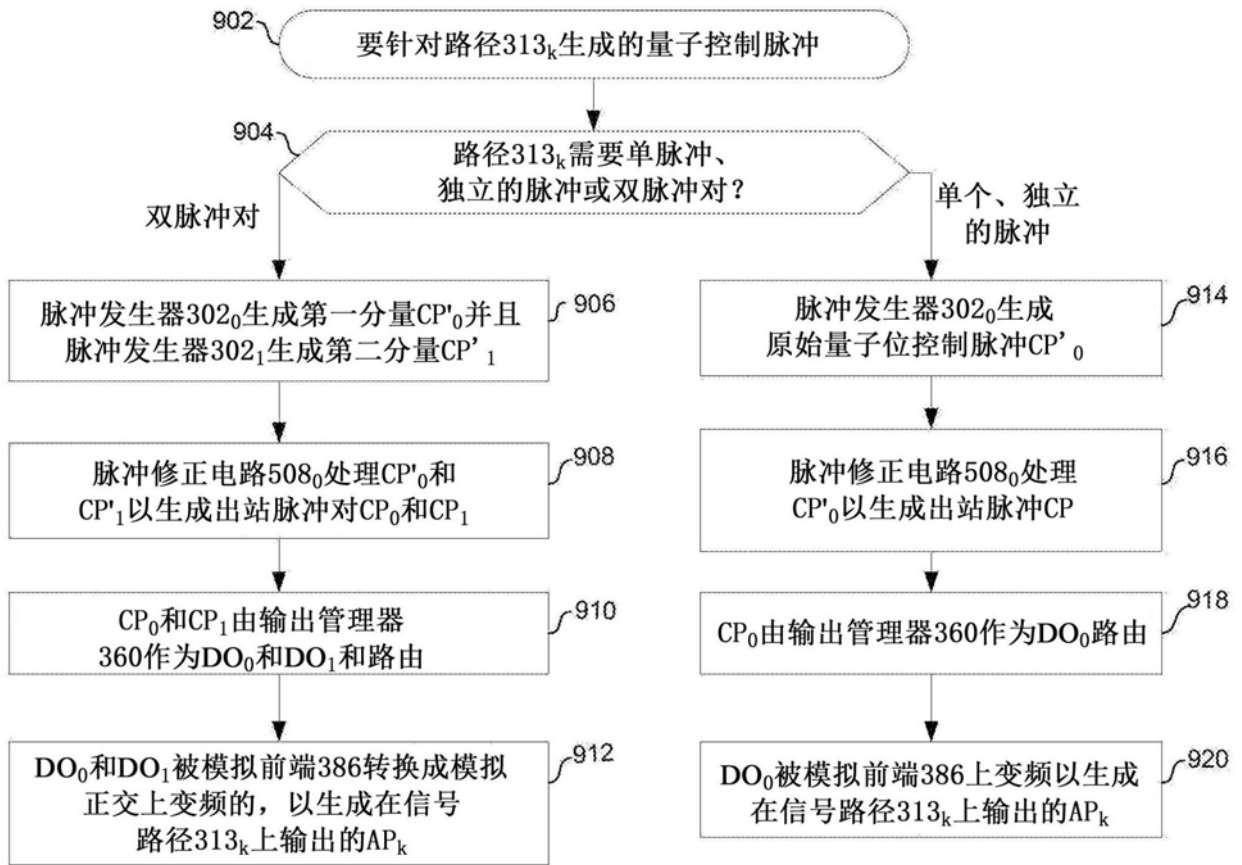 902
要针对路径313k生成的量子控制脉冲
904
路径313k需要单脉冲、
独立的脉冲或双脉冲对?
双脉冲对
单个、独立
的脉冲
脉冲发生器302₀生成第一分量CP'₀并且
脉冲发生器302₁生成第二分量CP'₁
906
脉冲修正电路508₀处理CP'₀和
CP'₁以生成出站脉冲对CP₀和CP₁
908
CP₀和CP₁由输出管理器
360作为DO₀和DO₁和路由
910
DO₀和DO₁被模拟前端386转换成模拟
正交上变频的, 以生成在信号
路径313k上输出的APk
912
脉冲发生器302₀生成
原始量子位控制脉冲CP'₀
914
脉冲修正电路508₀处理
CP'₀以生成出站脉冲CP
916
CP₀由输出管理器360作为DO₀路由
918
DO₀被模拟前端386上变频以生成
在信号路径313k上输出的APk
920